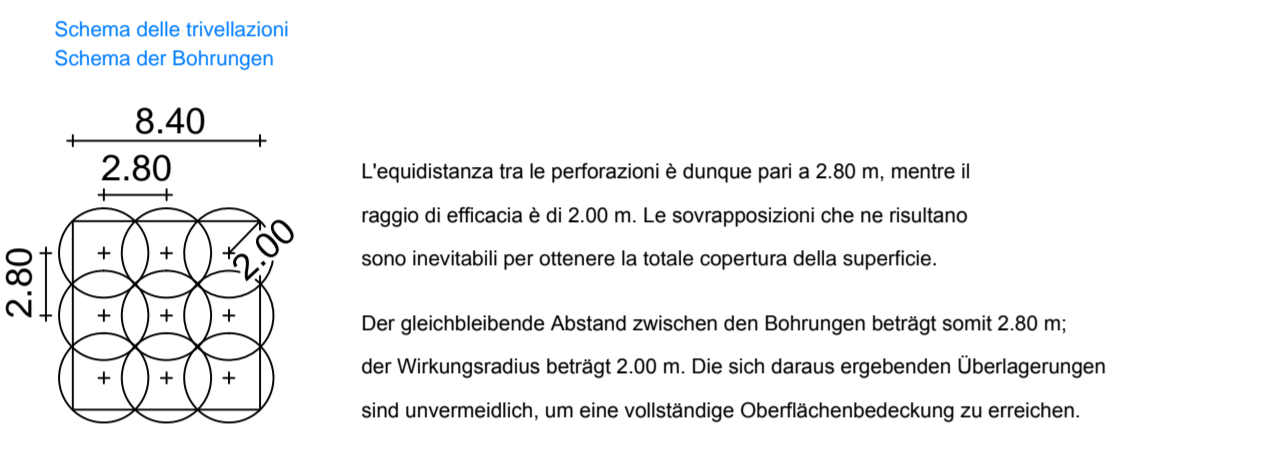 Schema delle trivellazioni
Schema der Bohrungen
8.40
2.80
2.00
2.80
L'equidistanza tra le perforazioni è dunque pari a 2.80 m, mentre il
raggio di efficacia è di 2.00 m. Le sovrapposizioni che ne risultano
sono inevitabili per ottenere la totale copertura della superficie.
Der gleichbleibende Abstand zwischen den Bohrungen beträgt somit 2.80 m;
der Wirkungsradius beträgt 2.00 m. Die sich daraus ergebenden Überlagerungen
sind unvermeidlich, um eine vollständige Oberflächenbedeckung zu erreichen.